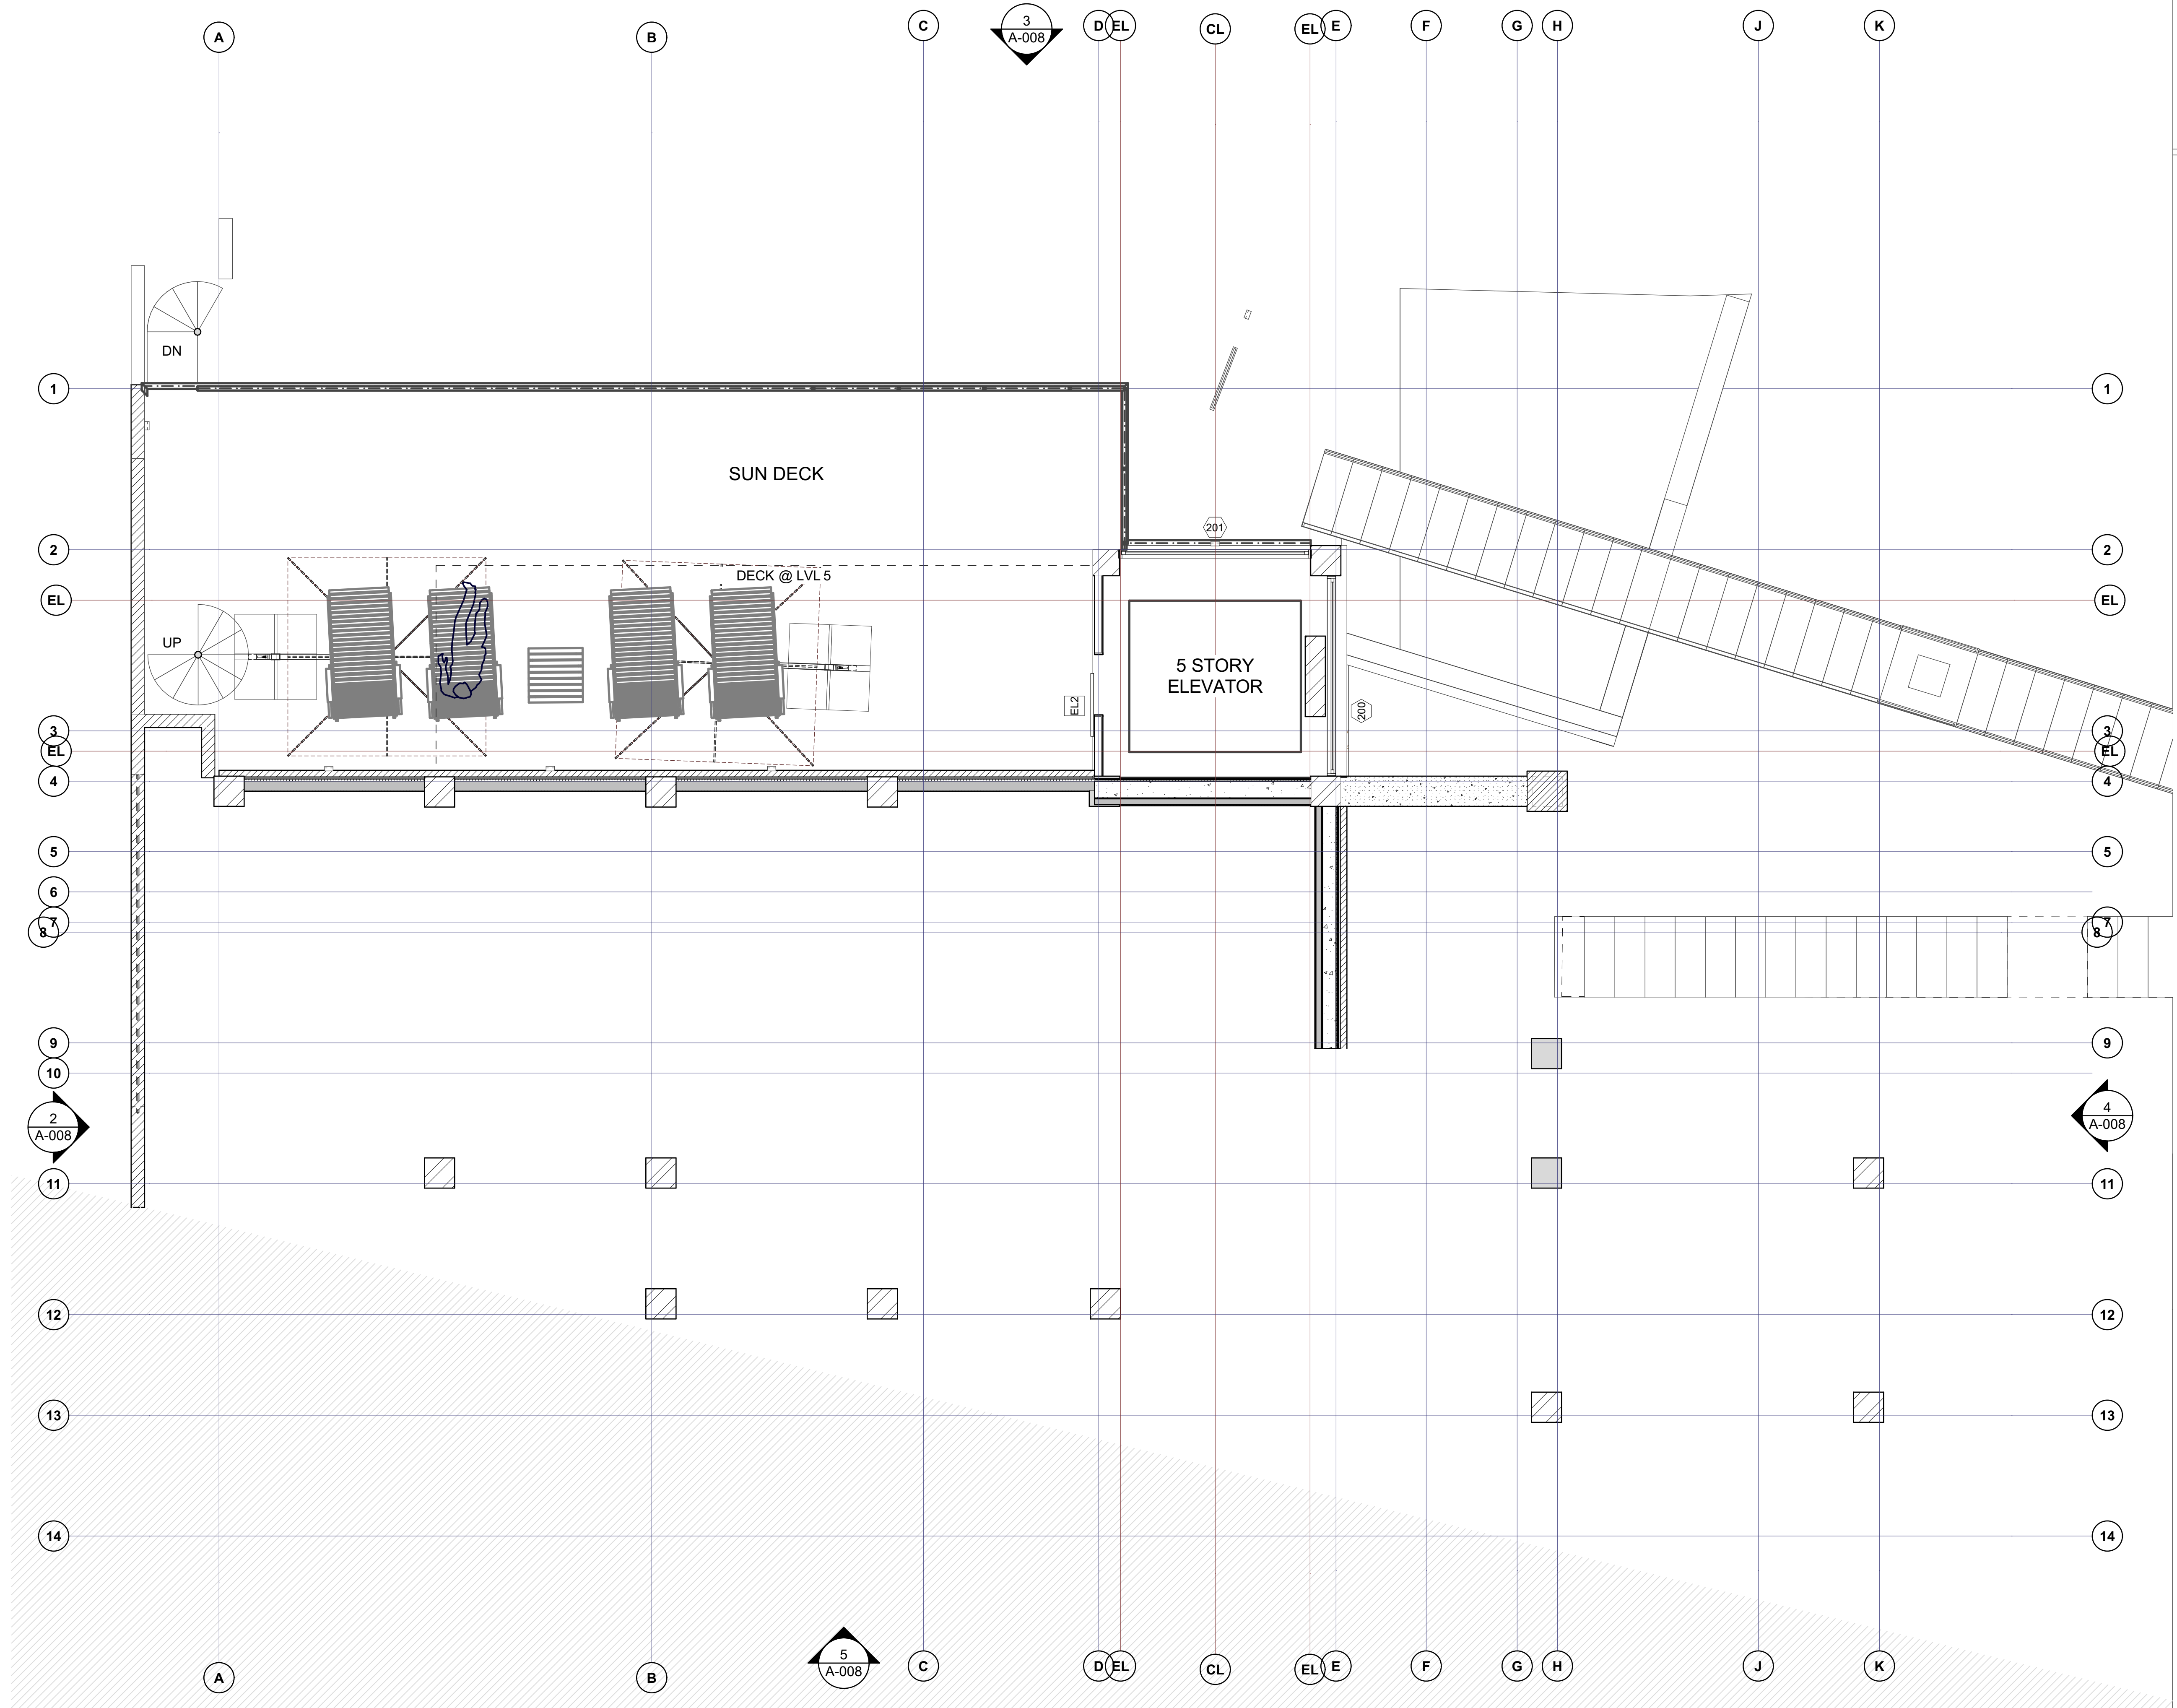 A
B
C
3
A-008
D
EL
CL
EL
E
F
G
H
J
K
DN
1
1
SUN DECK
201
2
2
DECK @ LVL 5
EL
EL
UP
5 STORY
ELEVATOR
EL2
200
3
3
EL
EL
4
4
5
5
6
7
7
8
8
9
9
10
2
A-008
4
A-008
11
11
12
12
13
13
14
14
5
A-008
A
B
C
D
EL
CL
EL
E
F
G
H
J
K